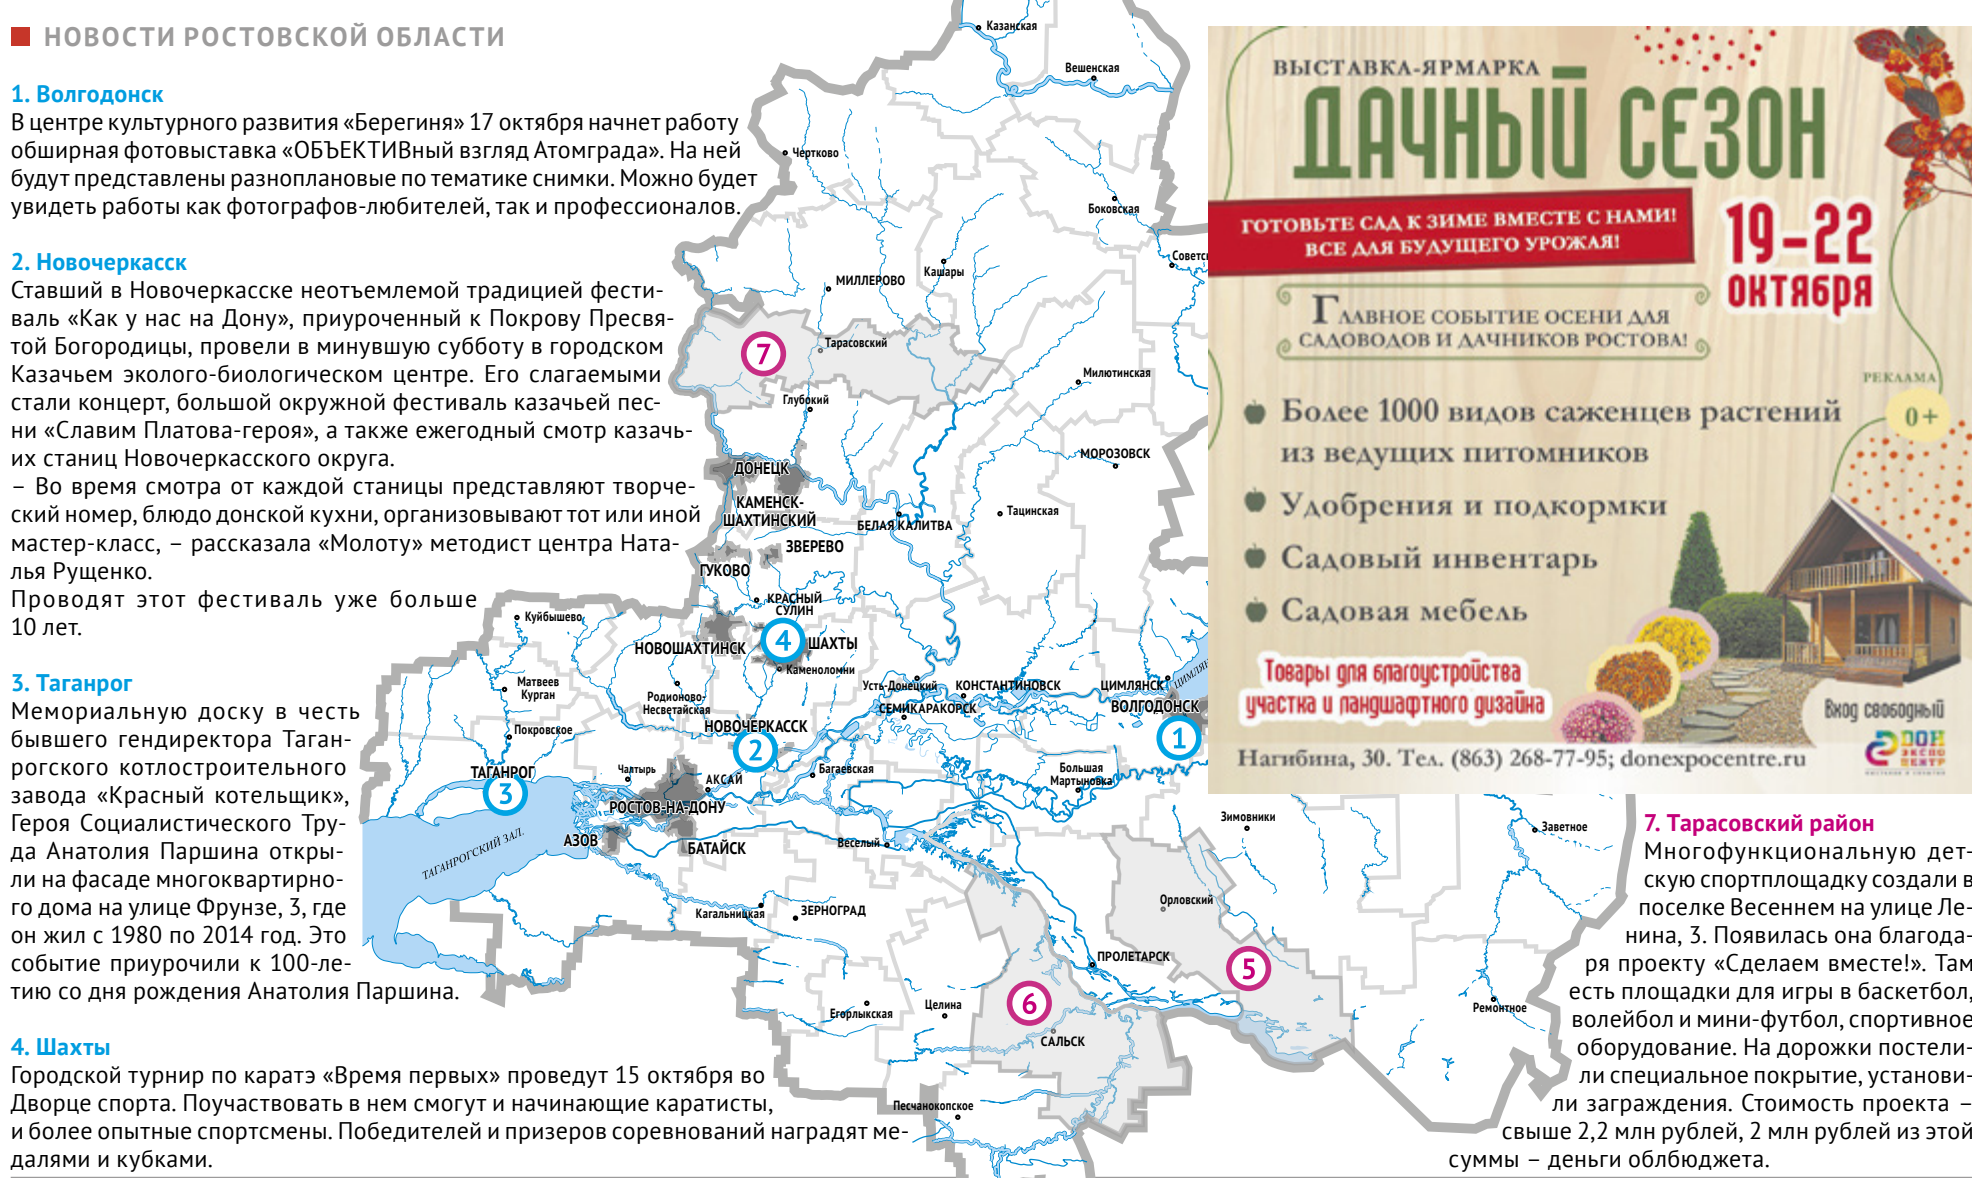 НОВОСТИ РОСТОВСКОЙ ОБЛАСТИ
1. Волгодонск
В центре культурного развития «Берегиня» 17 октября начнет работу
обширная фотовыставка «ОБЪЕКТИВный взгляд Атомграда». На ней
будут представлены разноплановые по тематике снимки. Можно будет
увидеть работы как фотографов-любителей, так и профессионалов.
2. Новочеркасск
Ставший в Новочеркасске неотъемлемой традицией фести-
валь «Как у нас на Дону», приуроченный к Покрову Пресвя-
той Богородицы, провели в минувшую субботу в городском
Казачьем эколого-биологическом центре. Его слагаемыми
стали концерт, большой окружной фестиваль казачьей пес-
ни «Славим Платова-героя», а также ежегодный смотр казачь-
их станиц Новочеркасского округа.
– Во время смотра от каждой станицы представляют творче-
ский номер, блюдо донской кухни, организовывают тот или иной
мастер-класс, – рассказала «Молоту» методист центра Ната-
лья Рущенко.
Проводят этот фестиваль уже больше
10 лет.
3. Таганрог
Мемориальную доску в честь
бывшего гендиректора Таган-
рогского котлостроительного
завода «Красный котельщик»,
Героя Социалистического Тру-
да Анатолия Паршина откры-
ли на фасаде многоквартирно-
го дома на улице Фрунзе, 3, где
он жил с 1980 по 2014 год. Это
событие приурочили к 100-ле-
тию со дня рождения Анатолия Паршина.
4. Шахты
Городской турнир по каратэ «Время первых» проведут 15 октября во
Дворце спорта. Поучаствовать в нем смогут и начинающие каратисты,
и более опытные спортсмены. Победителей и призеров соревнований наградят ме-
далями и кубками.
Казанская
Вешенская
Чертково
Боковская
Советс
Кашары
МИЛЛЕРОВО
7
Тарасовский
Милютинская
Глубокий
МОРОЗОВСК
ДОНЕЦК
КАМЕНСК-
ШАХТИНСКИЙ
Тацинская
БЕЛАЯ КАЛИТВА
ЗВЕРЕВО
ГУКОВО
КРАСНЫЙ
СУЛИН
Куйбышево
4
ШАХТЫ
НОВОШАХТИНСК
Каменоломни
Матвеев
Курган
Родионово-
Несветайская
Усть-Донецкий
КОНСТАНТИНОВСК
ЦИМЛЯНСК
ЦИМЛЯН
СЕМИКАРАКОРСК
ВОЛГОДОНСК
1
НОВОЧЕРКАССК
2
Покровское
ТАГАНРОГ
3
Чалтырь
АКСАЙ
Багаевская
Большая
Мартыновка
РОСТОВ-НА-ДОНУ
АЗОВ
БАТАЙСК
Веселый
ТАГАНРОГСКИЙ ЗАЛ.
Зимовники
Заветное
Орловский
Кагальницкая
ЗЕРНОГРАД
ПРОЛЕТАРСК
5
6
Егорлыкская
Целина
Ремонтное
САЛЬСК
Песчанокопское
ВЫСТАВКА-ЯРМАРКА
ДАЧНЫЙ СЕЗОН
ГОТОВЬТЕ САД К ЗИМЕ ВМЕСТЕ С НАМИ!
ВСЕ ДЛЯ БУДУЩЕГО УРОЖАЯ!
19–22
ОКТЯБРЯ
ГЛАВНОЕ СОБЫТИЕ ОСЕНИ ДЛЯ
САДОВОДОВ И ДАЧНИКОВ РОСТОВА!
РЕКЛАМА
0+
Более 1000 видов саженцев растений
из ведущих питомников
Удобрения и подкормки
Садовый инвентарь
Садовая мебель
Товары для благоустройства
участка и ландшафтного дизайна
Вход свободный
Нагибина, 30. Тел. (863) 268-77-95; donexpocentre.ru
ДОН
ЭКСПО
ЦЕНТР
7. Тарасовский район
Многофункциональную дет-
скую спортплощадку создали в
поселке Весеннем на улице Ле-
нина, 3. Появилась она благода-
ря проекту «Сделаем вместе!». Там
есть площадки для игры в баскетбол,
волейбол и мини-футбол, спортивное
оборудование. На дорожки постели-
ли специальное покрытие, установи-
ли заграждения. Стоимость проекта –
свыше 2,2 млн рублей, 2 млн рублей из этой
суммы – деньги облбюджета.